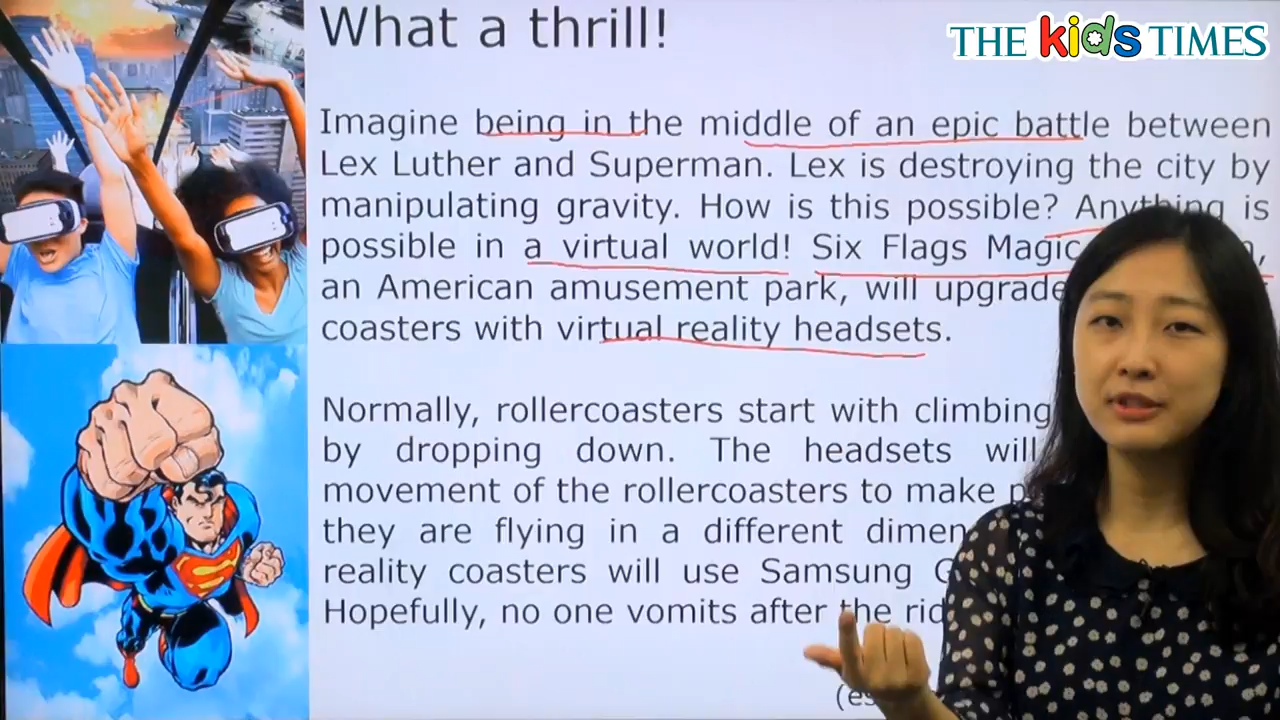 What a thrill!
THE kids TIMES
Imagine being in the middle of an epic battle between
Lex Luther and Superman. Lex is destroying the city by
manipulating gravity. How is this possible? Anything is
possible in a virtual world! Six Flags Magic
an American amusement park, will upgrade
coasters with virtual reality headsets.
Normally, rollercoasters start with climbing
by dropping down. The headsets will
movement of the rollercoasters to make
they are flying in a different
reality coasters will use Samsung
Hopefully, no one vomits after the